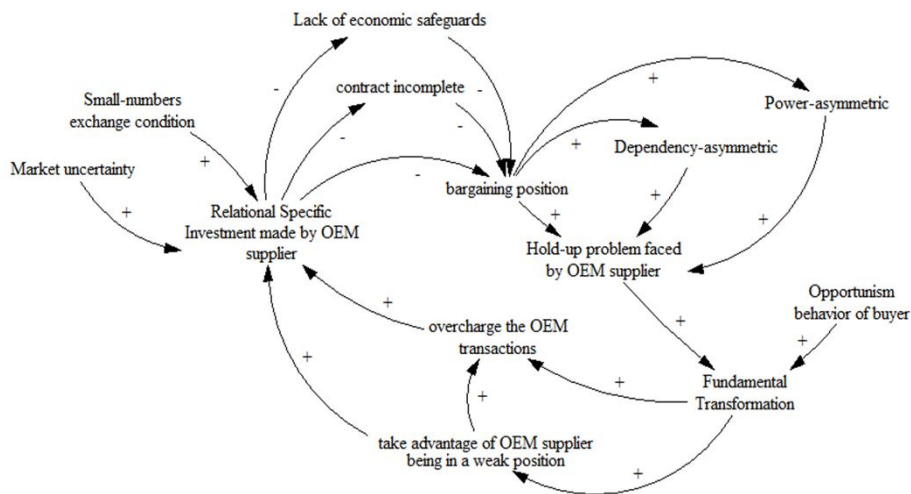 Lack of economic safeguards
-
-
contract incomplete
-
-
-
+
+
+
Power-asymmetric
Dependency-asymmetric
Small-numbers
exchange condition
+
Market uncertainty
+
bargaining position
Relational Specific
Investment made by OEM
supplier
+
+
+
Hold-up problem faced
by OEM supplier
Opportunism
behavior of buyer
+
+
+
overcharge the OEM
transactions
+
+
+
Fundamental
Transformation
take advantage of OEM supplier
being in a weak position
+